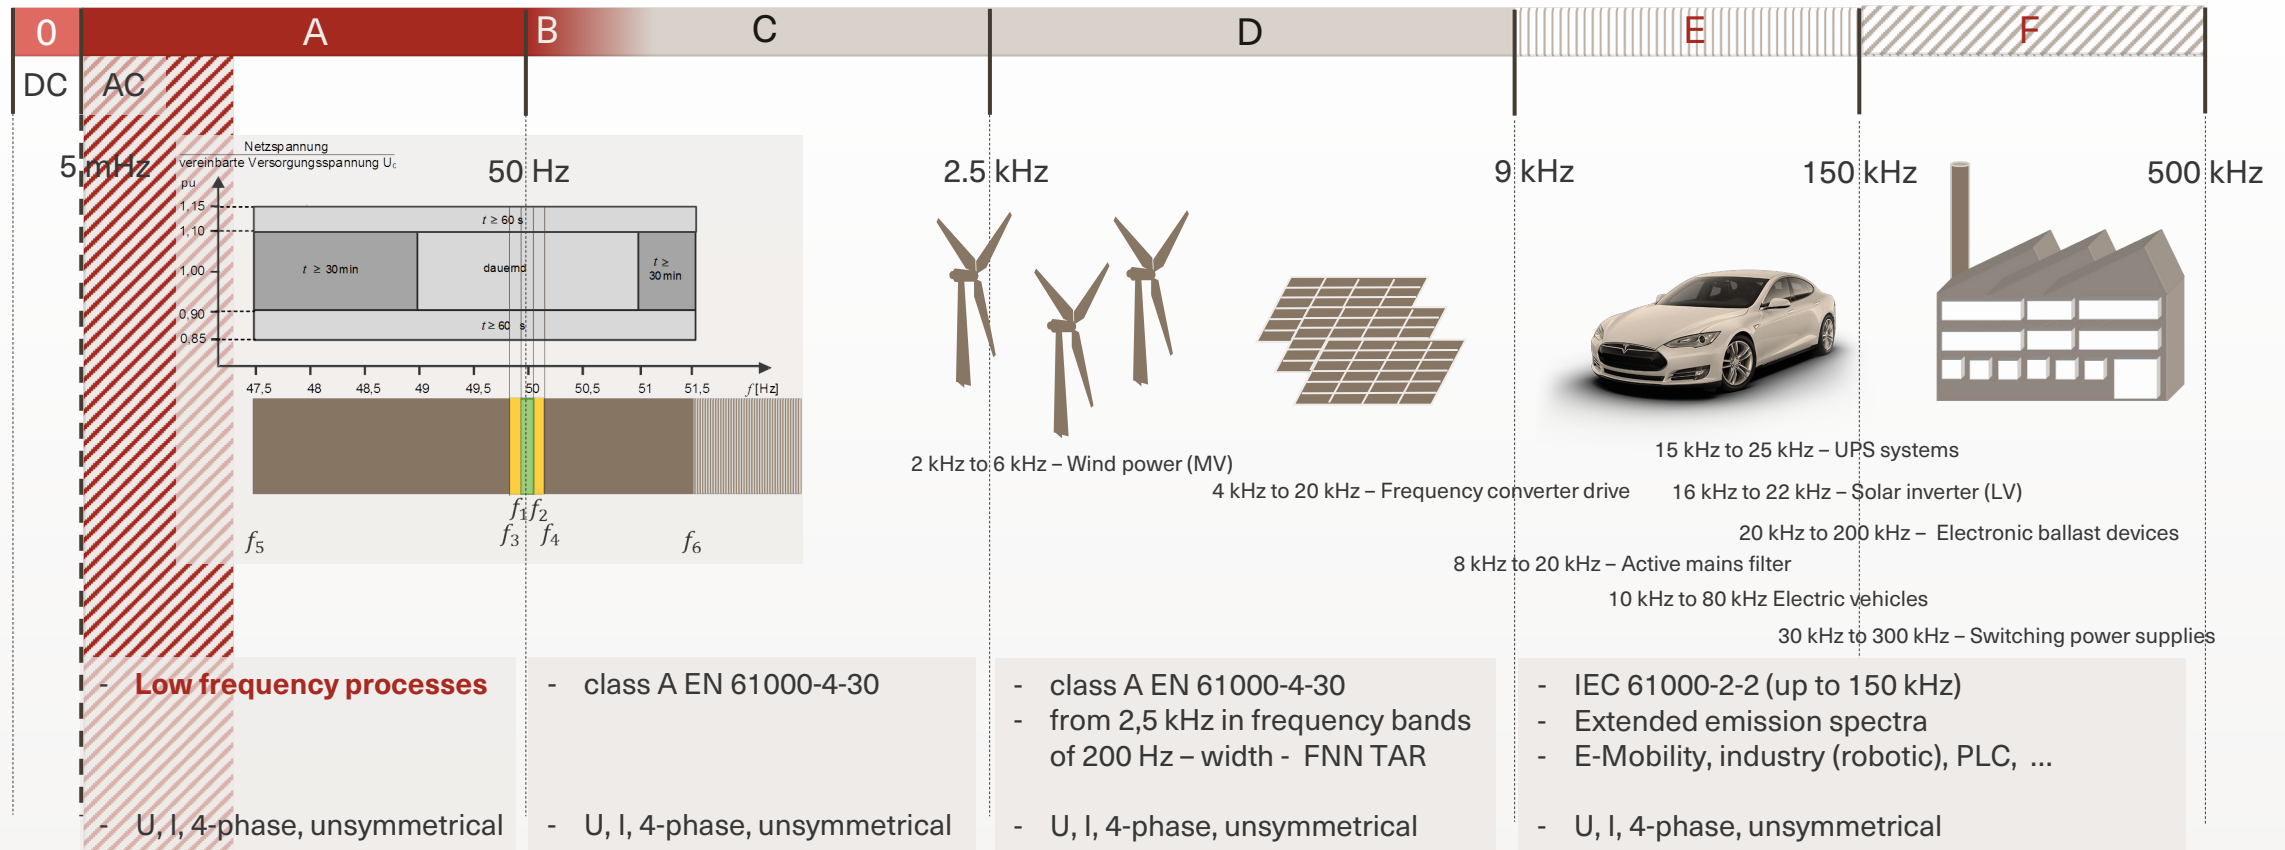 0 A B C D E F
DC AC
5 mHz 50 Hz 2.5 kHz 9 kHz 150 kHz 500 kHz
Netzspannung
vereinbarte Versorgungsspannung Uc
pu
1,15
t ≥ 60 s
1,10
1,00
t ≥ 30min
dauernd
t ≥
30min
0,90
t ≥ 60 s
0,85
47,5 48 48,5 49 49,5 50 50,5 51 51,5 f [Hz]
f1 f2
f3 f4
f5 f6
2 kHz to 6 kHz – Wind power (MV)
4 kHz to 20 kHz – Frequency converter drive
15 kHz to 25 kHz – UPS systems
16 kHz to 22 kHz – Solar inverter (LV)
20 kHz to 200 kHz – Electronic ballast devices
8 kHz to 20 kHz – Active mains filter
10 kHz to 80 kHz Electric vehicles
30 kHz to 300 kHz – Switching power supplies
- Low frequency processes
- U, I, 4-phase, unsymmetrical
- class A EN 61000-4-30
- U, I, 4-phase, unsymmetrical
- class A EN 61000-4-30
- from 2,5 kHz in frequency bands
of 200 Hz – width - FNN TAR
- U, I, 4-phase, unsymmetrical
- IEC 61000-2-2 (up to 150 kHz)
- Extended emission spectra
- E-Mobility, industry (robotic), PLC, ...
- U, I, 4-phase, unsymmetrical